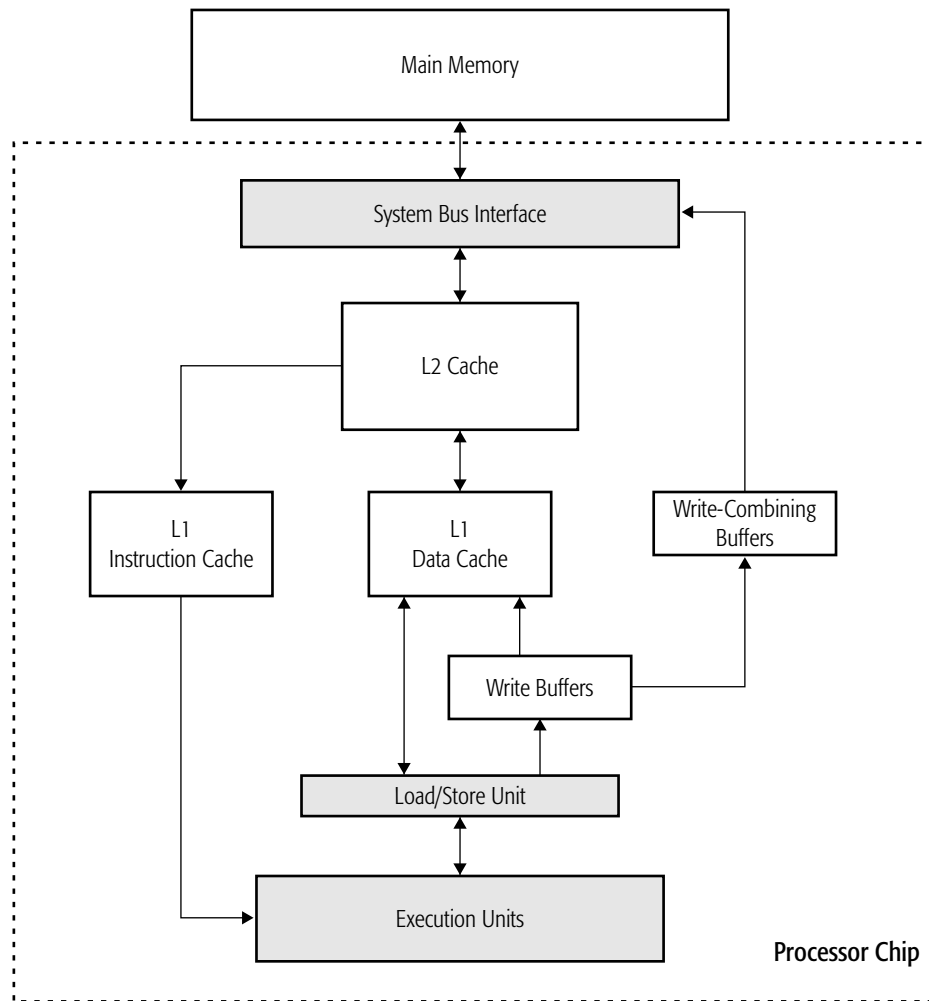 Main Memory
System Bus Interface
L2 Cache
L1
Instruction Cache
L1
Data Cache
Write-Combining
Buffers
Write Buffers
Load/Store Unit
Execution Units
Processor Chip